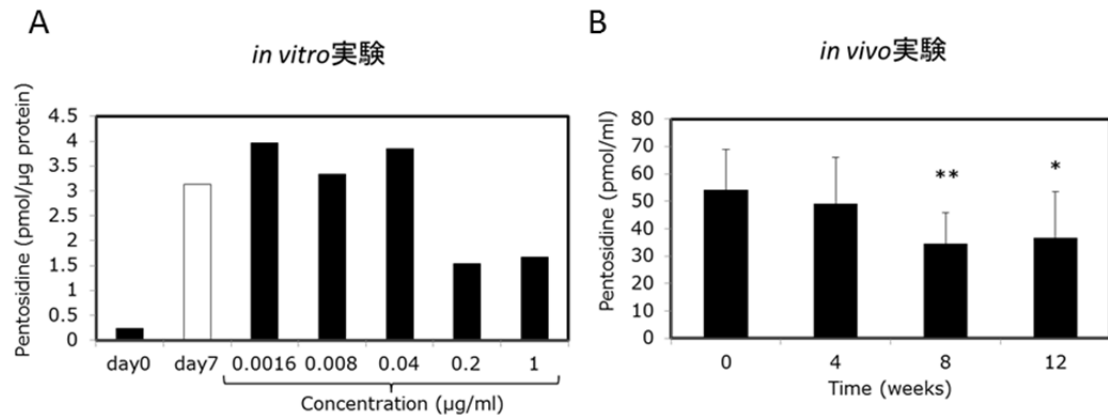 A
in vitro実験
Pentosidine (pmol/µg protein)
4.5
4
3.5
3
2.5
2
1.5
1
0.5
0
day0 day7 0.0016 0.008 0.04 0.2 1
Concentration (µg/ml)
B
in vivo実験
Pentosidine (pmol/ml)
80
70
60
50
40
30
20
10
0
** *
0 4 8 12
Time (weeks)